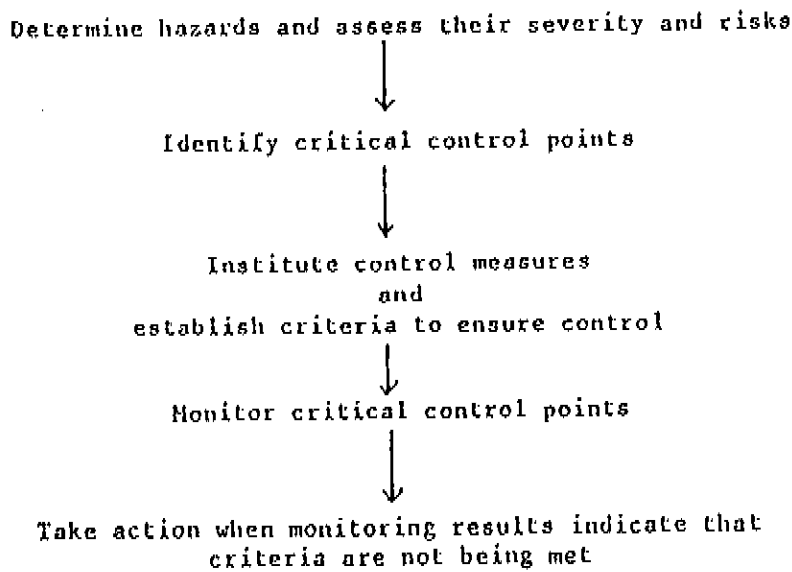 Determine hazards and assess their severity and risks
Identify critical control points
Institute control measures
and
establish criteria to ensure control
Monitor critical control points
Take action when monitoring results indicate that
criteria are not being met